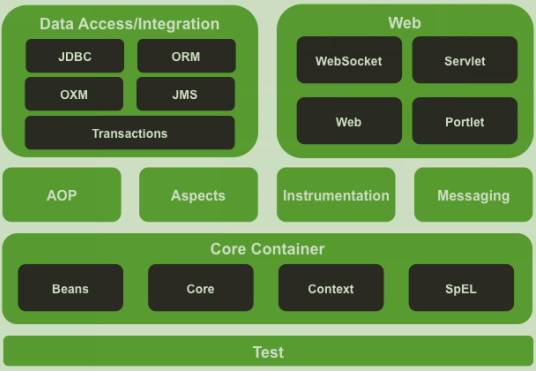 Data Access/Integration
JDBC
ORM
OXM
JMS
Transactions
Web
WebSocket
Servlet
Web
Portlet
AOP
Aspects
Instrumentation
Messaging
Core Container
Beans
Core
Context
SpEL
Test